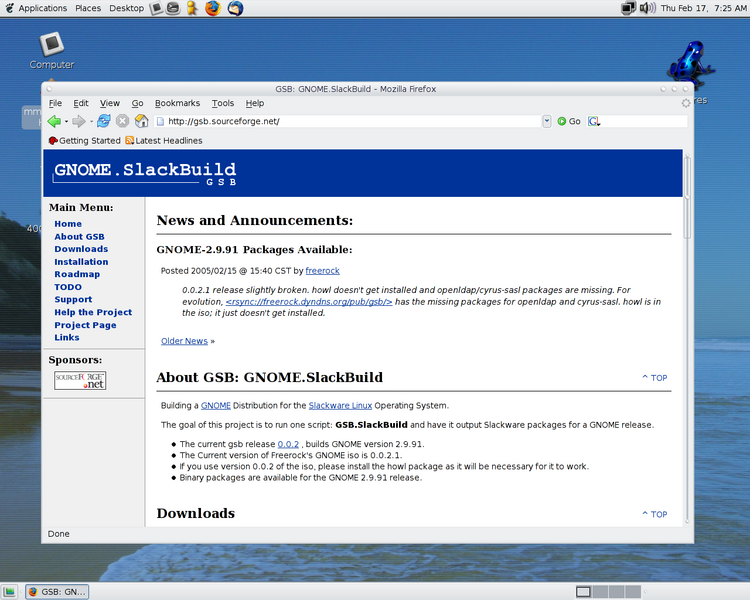 Applications Places Desktop Thu Feb 17, 7:25 AM
Computer
GSB: GNOME.SlackBuild - Mozilla Firefox
File Edit View Go Bookmarks Tools Help
http://gsb.sourceforge.net/ Go
Getting Started Latest Headlines
GNOME.SlackBuild
GSB
Main Menu:
Home
About GSB
Downloads
Installation
Roadmap
TODO
Support
Help the Project
Project Page
Links
Sponsors:
SOURCEFORGE
.net
News and Announcements:
GNOME-2.9.91 Packages Available:
Posted 2005/02/15 @ 15:40 CST by freerock
0.0.2.1 release slightly broken. howl doesn't get installed and openldap/cyrus-sasl packages are missing. For
evolution, <rsync://freerock.dyndns.org/pub/gsb/> has the missing packages for openldap and cyrus-sasl. howl is in
the iso; it just doesn't get installed.
Older News »
About GSB: GNOME.SlackBuild ^ TOP
Building a GNOME Distribution for the Slackware Linux Operating System.
The goal of this project is to run one script: GSB.SlackBuild and have it output Slackware packages for a GNOME release.
• The current gsb release 0.0.2 , builds GNOME version 2.9.91.
• The Current version of Freerock's GNOME iso is 0.0.2.1.
• If you use version 0.0.2 of the iso, please install the howl package as it will be necessary for it to work.
• Binary packages are available for the GNOME 2.9.91 release.
Downloads ^ TOP
Done
GSB: GN...